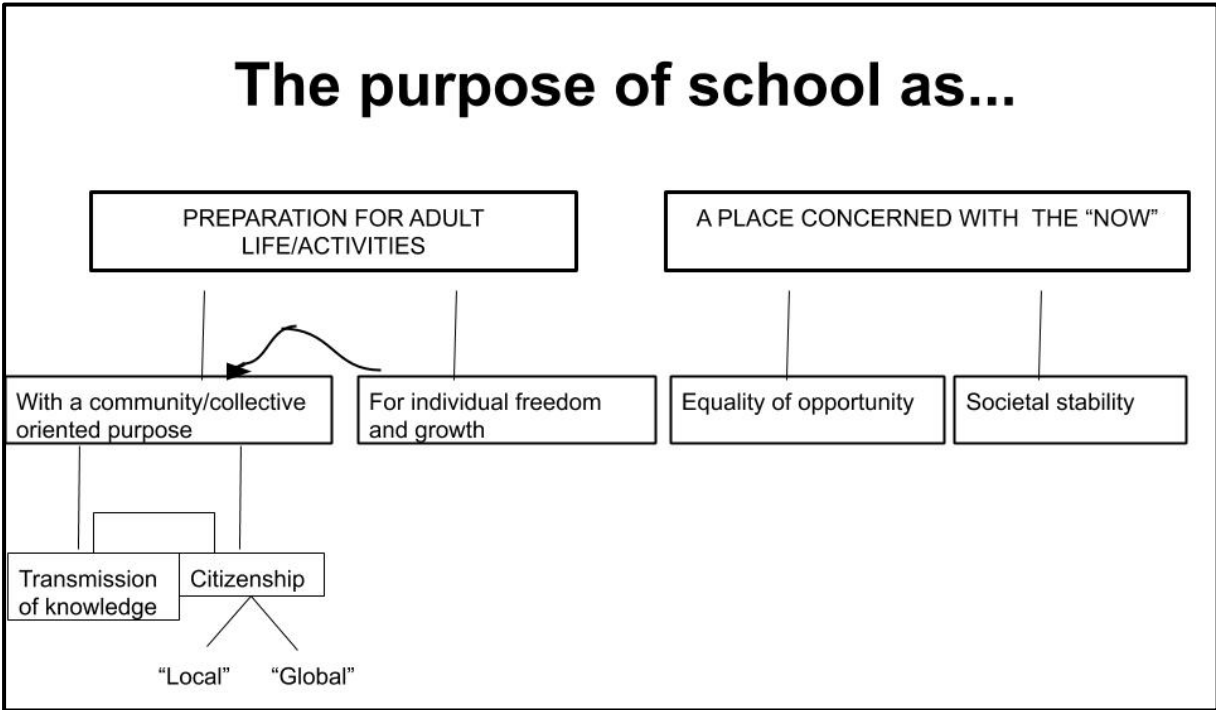 The purpose of school as...
PREPARATION FOR ADULT
LIFE/ACTIVITIES
A PLACE CONCERNED WITH THE “NOW”
With a community/collective
oriented purpose
For individual freedom
and growth
Equality of opportunity
Societal stability
Transmission
of knowledge
Citizenship
“Local”
“Global”